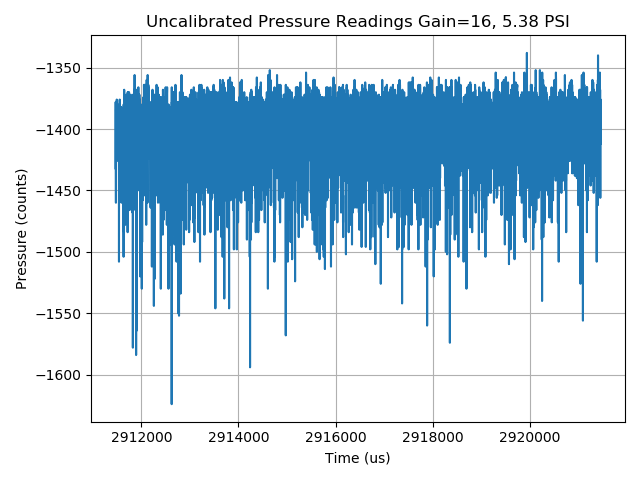 Uncalibrated Pressure Readings Gain=16, 5.38 PSI
−1350
−1400
−1450
−1500
−1550
−1600
Pressure (counts)
2912000 2914000 2916000 2918000 2920000
Time (us)